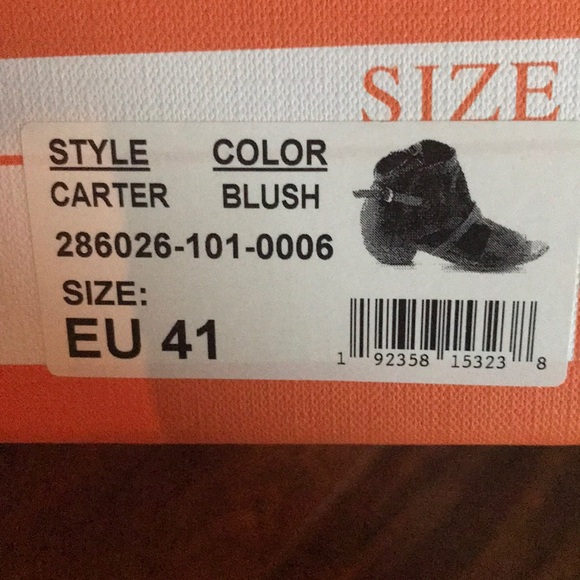 SIZE
STYLE COLOR
CARTER BLUSH
286026-101-0006
SIZE:
EU 41
1 92358 15323 8